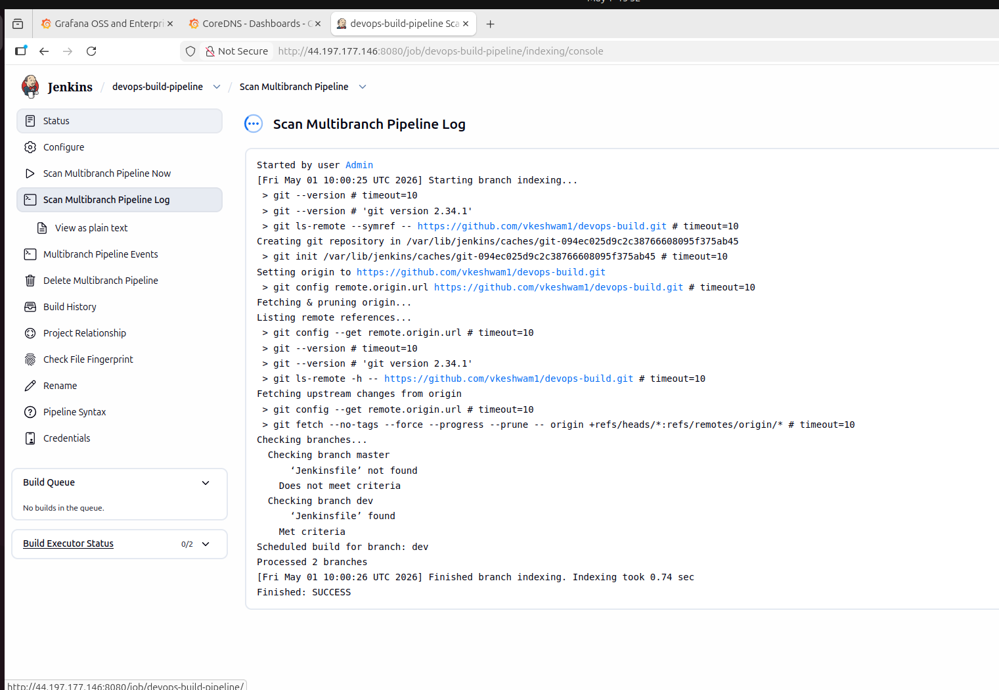 Grafana OSS and Enterpri
CoreDNS - Dashboards -
devops-build-pipeline Sca
Not Secure
http://44.197.177.146:8080/job/devops-build-pipeline/indexing/console
Jenkins / devops-build-pipeline / Scan Multibranch Pipeline
Status
Configure
Scan Multibranch Pipeline Now
Scan Multibranch Pipeline Log
View as plain text
Multibranch Pipeline Events
Delete Multibranch Pipeline
Build History
Project Relationship
Check File Fingerprint
Rename
Pipeline Syntax
Credentials
Build Queue
No builds in the queue.
Build Executor Status 0/2
Scan Multibranch Pipeline Log
Started by user Admin
[Fri May 01 10:00:25 UTC 2026] Starting branch indexing...
> git --version # timeout=10
> git --version # 'git version 2.34.1'
> git ls-remote --symref -- https://github.com/vkeshwam1/devops-build.git # timeout=10
Creating git repository in /var/lib/jenkins/caches/git-094ec025d9c2c38766608095f375ab45
> git init /var/lib/jenkins/caches/git-094ec025d9c2c38766608095f375ab45 # timeout=10
Setting origin to https://github.com/vkeshwam1/devops-build.git
> git config remote.origin.url https://github.com/vkeshwam1/devops-build.git # timeout=10
Fetching & pruning origin...
Listing remote references...
> git config --get remote.origin.url # timeout=10
> git --version # timeout=10
> git --version # 'git version 2.34.1'
> git ls-remote -h -- https://github.com/vkeshwam1/devops-build.git # timeout=10
Fetching upstream changes from origin
> git config --get remote.origin.url # timeout=10
> git fetch --no-tags --force --progress --prune -- origin +refs/heads/*:refs/remotes/origin/* # timeout=10
Checking branches...
Checking branch master
‘Jenkinsfile’ not found
Does not meet criteria
Checking branch dev
‘Jenkinsfile’ found
Met criteria
Scheduled build for branch: dev
Processed 2 branches
[Fri May 01 10:00:26 UTC 2026] Finished branch indexing. Indexing took 0.74 sec
Finished: SUCCESS
http://44.197.177.146:8080/job/devops-build-pipeline/